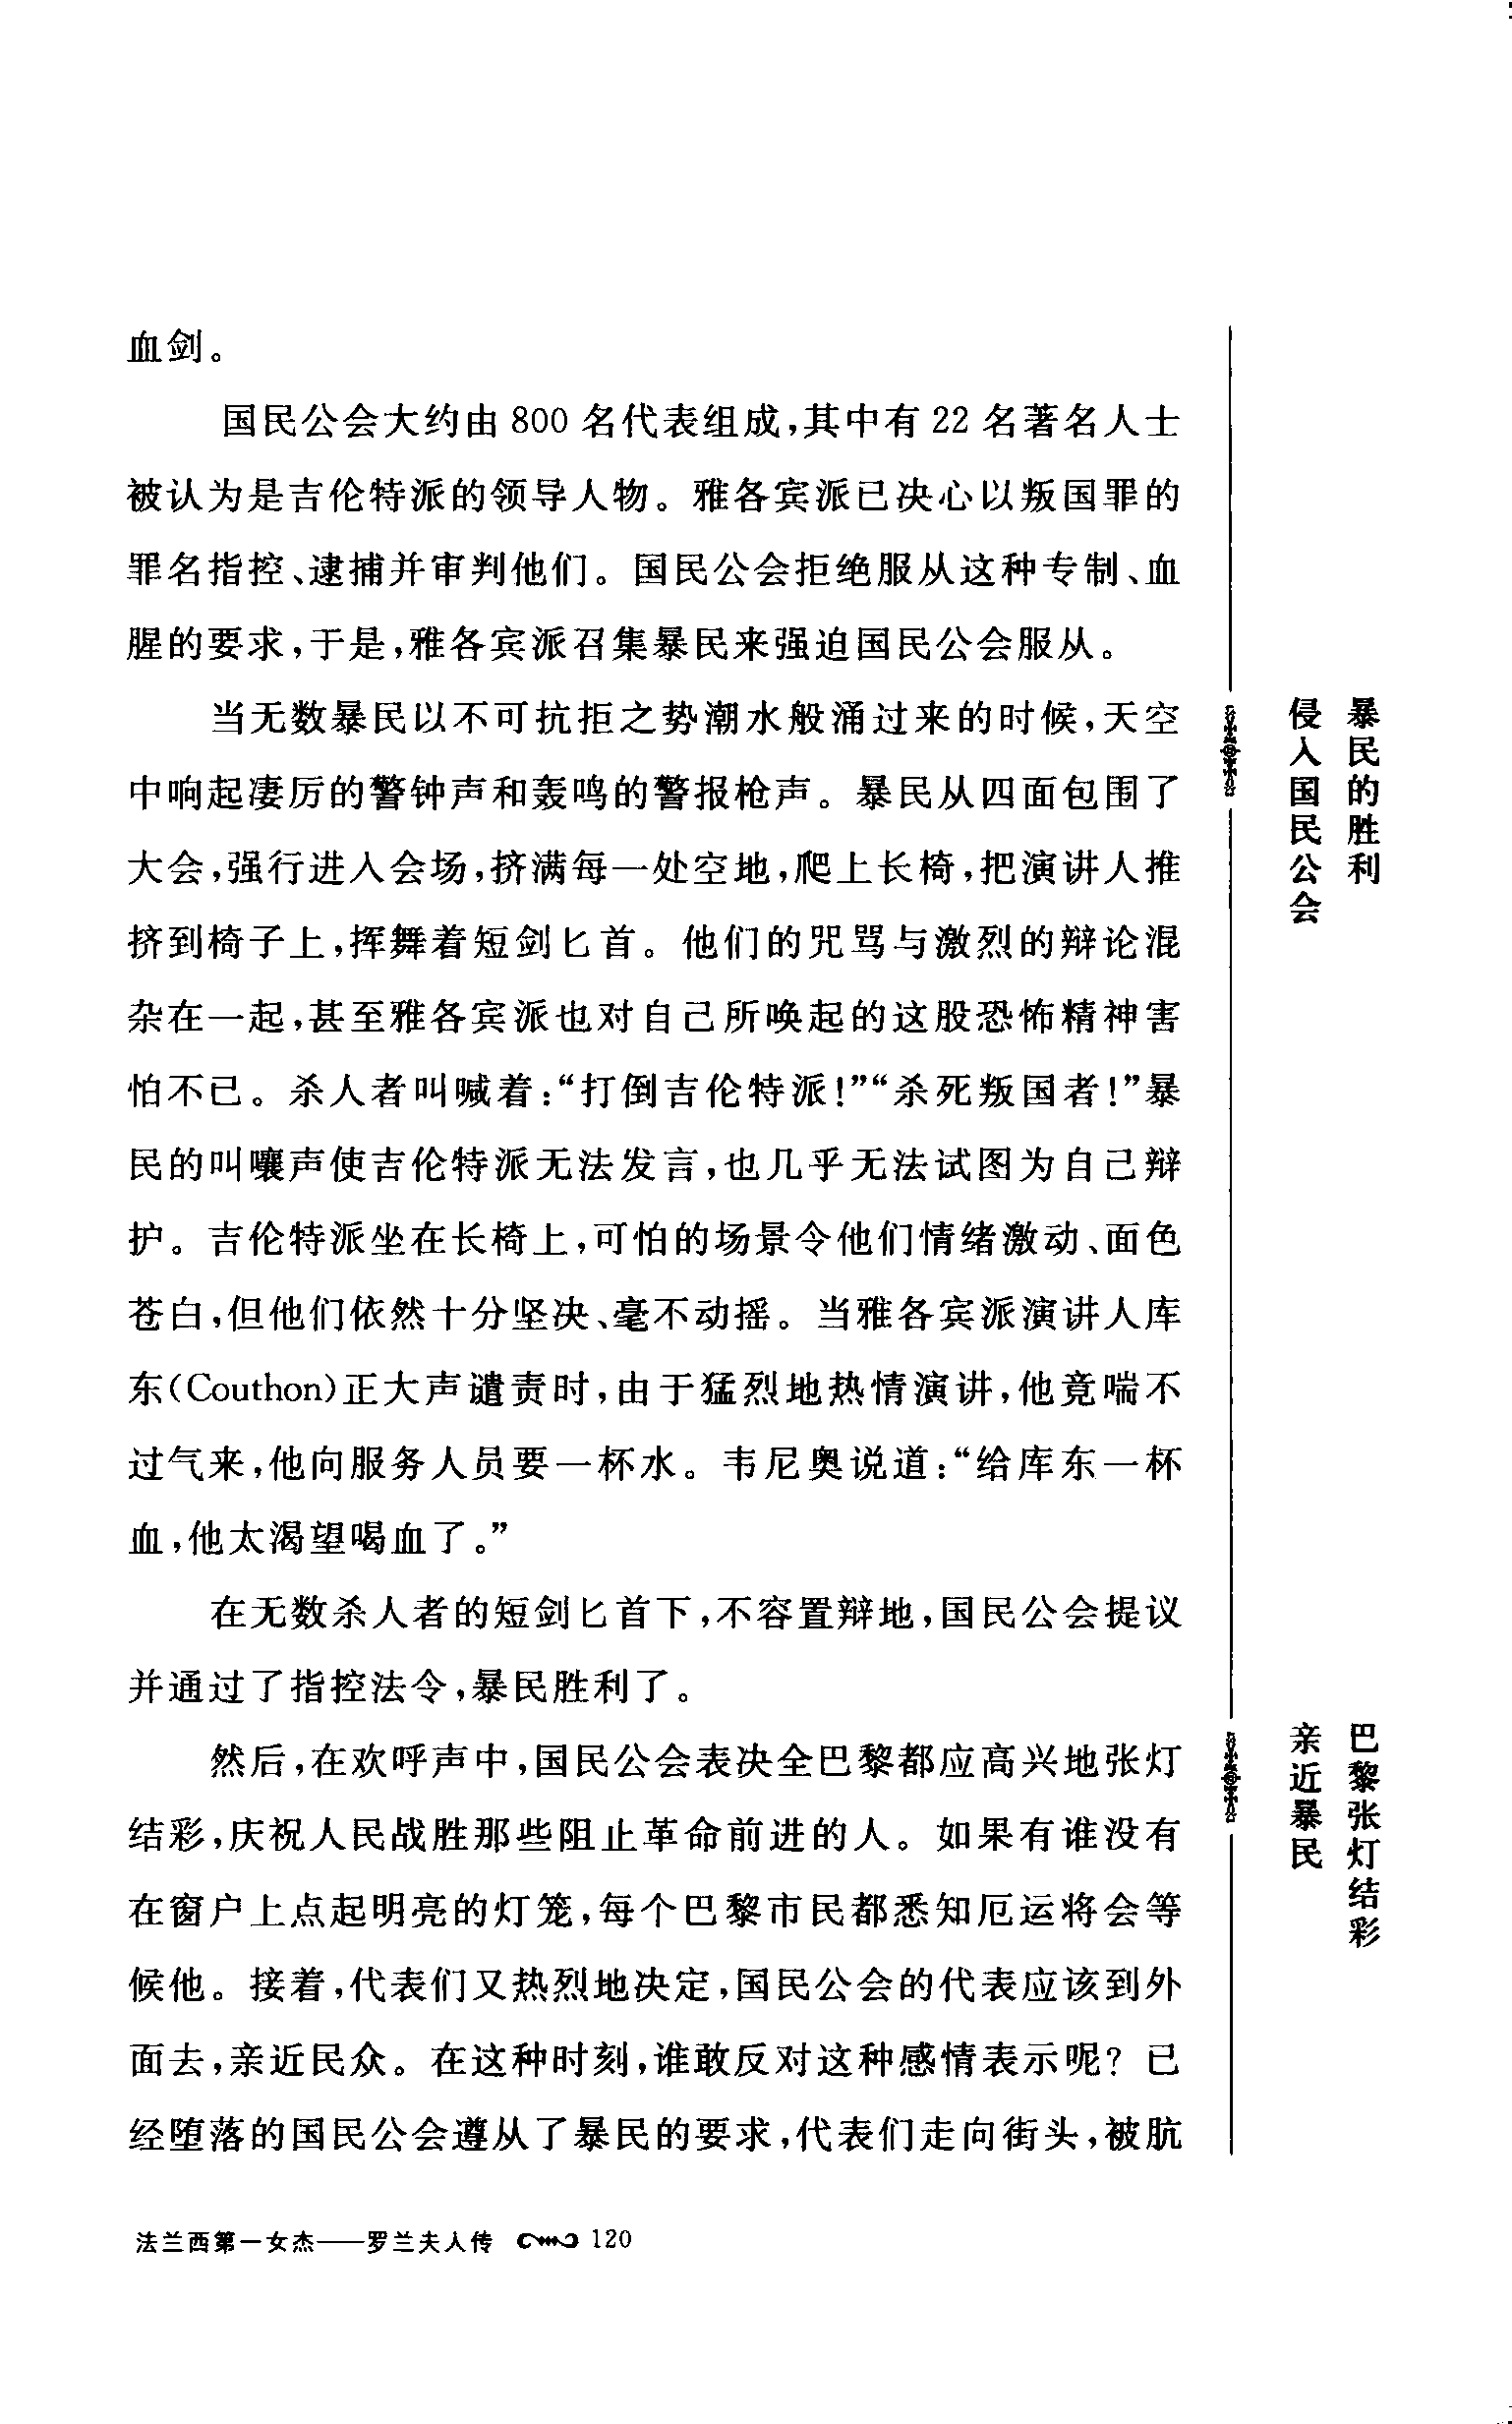 血剑。
国民公会大约由 800 名代表组成,其中有 22 名著名人士
被认为是吉伦特派的领导人物。雅各宾派已决心以叛国罪的
罪名指控、逮捕并审判他们。国民公会拒绝服从这种专制、血
腥的要求,于是,雅各宾派召集暴民来强迫国民公会服从。
当无数暴民以不可抗拒之势潮水般涌过来的时候,天空
中响起凄厉的警钟声和轰鸣的警报枪声。暴民从四面包围了
大会,强行进入会场,挤满每一处空地,爬上长椅,把演讲人推
挤到椅子上,挥舞着短剑匕首。他们的咒骂与激烈的辩论混
杂在一起,甚至雅各宾派也对自己所唤起的这股恐怖精神害
怕不已。杀人者叫喊着:“打倒吉伦特派!”“杀死叛国者!”暴
民的叫嚷声使吉伦特派无法发言,也几乎无法试图为自己辩
护。吉伦特派坐在长椅上,可怕的场景令他们情绪激动、面色
苍白,但他们依然十分坚决、毫不动摇。当雅各宾派演讲人库
东(Couthon)正大声谴责时,由于猛烈地热情演讲,他竟喘不
过气来,他向服务人员要一杯水。韦尼奥说道:“给库东一杯
血,他太渴望喝血了。”
在无数杀人者的短剑匕首下,不容置辩地,国民公会提议
并通过了指控法令,暴民胜利了。
然后,在欢呼声中,国民公会表决全巴黎都应高兴地张灯
结彩,庆祝人民战胜那些阻止革命前进的人。如果有谁没有
在窗户上点起明亮的灯笼,每个巴黎市民都悉知厄运将会等
候他。接着,代表们又热烈地决定,国民公会的代表应该到外
面去,亲近民众。在这种时刻,谁敢反对这种感情表示呢? 已
经堕落的国民公会遵从了暴民的要求,代表们走向街头,被肮
暴民的胜利
侵入国民公会
巴黎张灯结彩
亲近暴民
法兰西第一女杰——罗兰夫人传 120